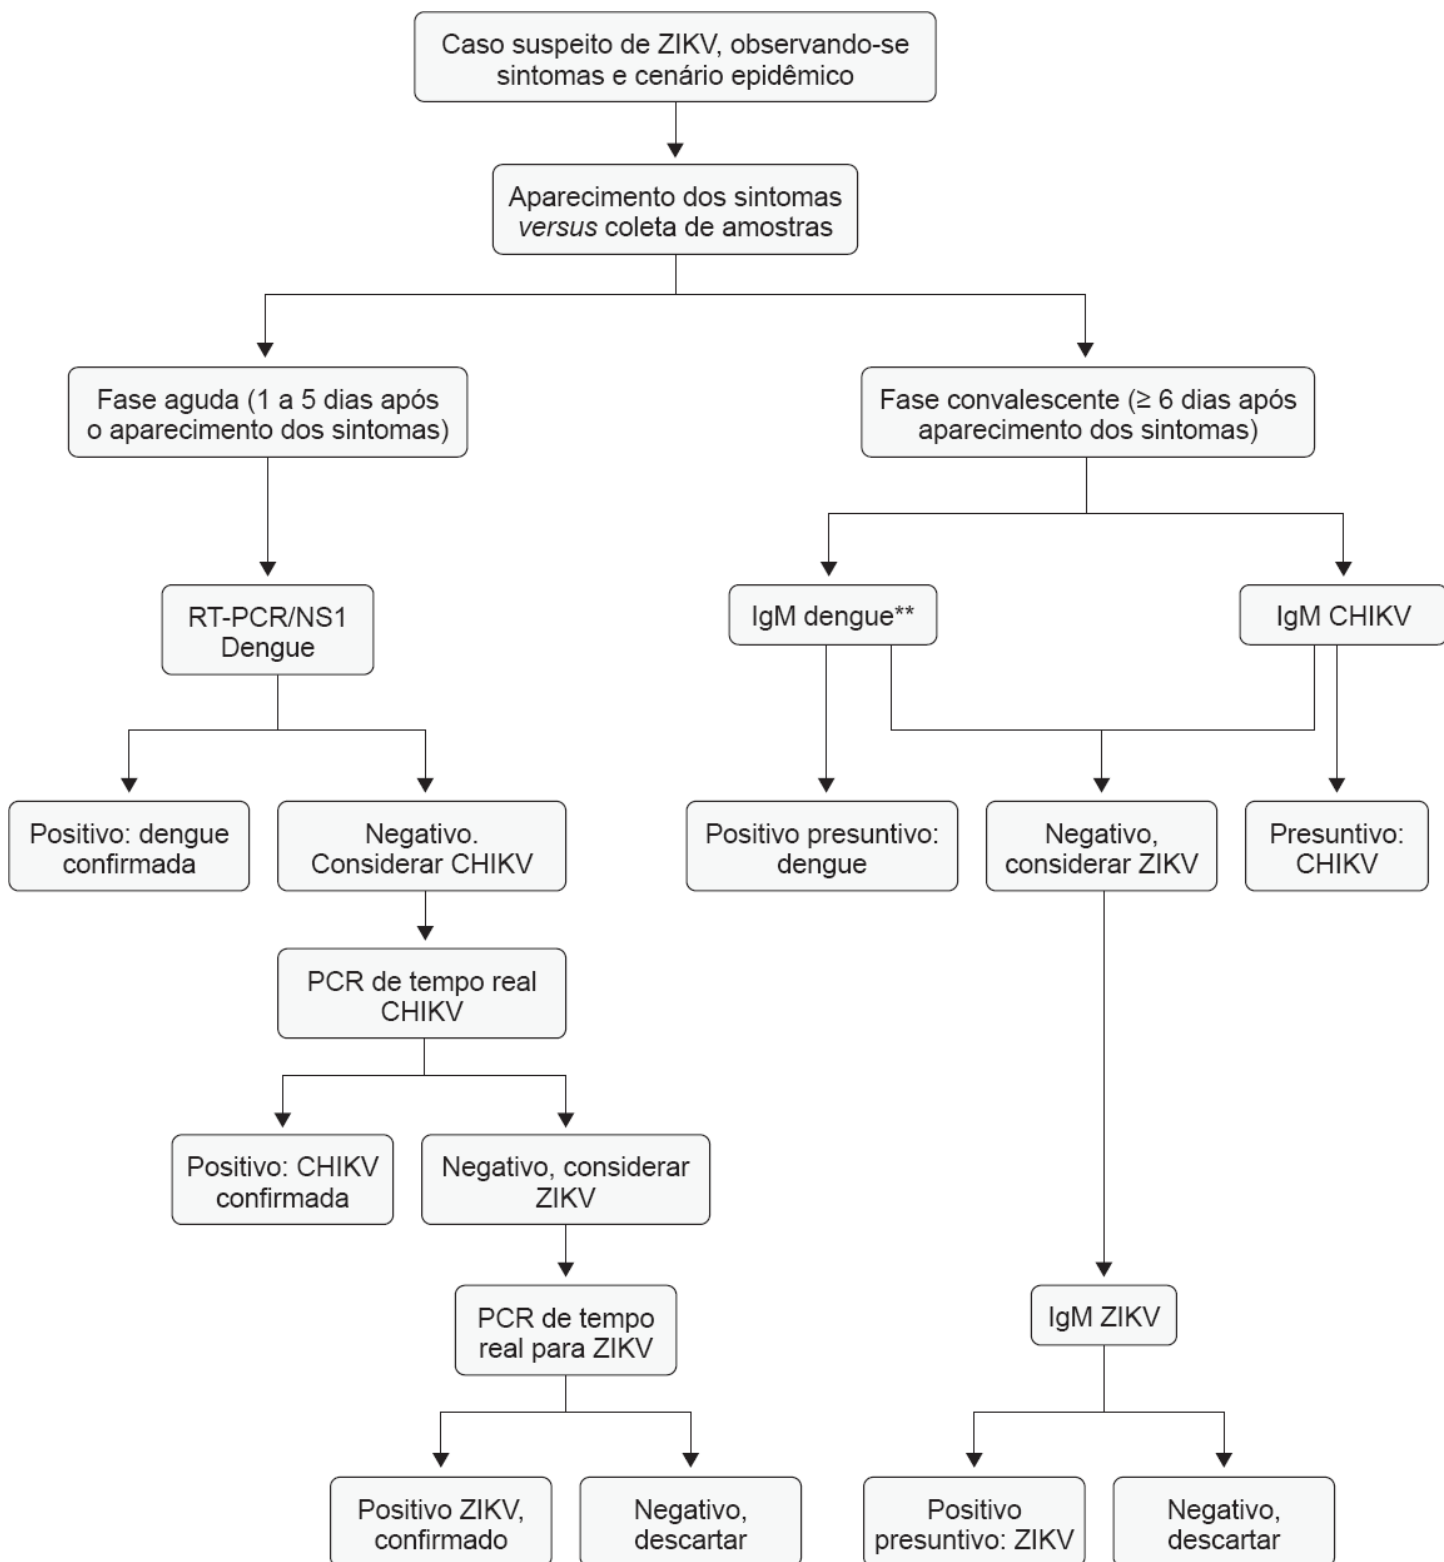 Caso suspeito de ZIKV, observando-se
sintomas e cenário epidêmico
Aparecimento dos sintomas
versus coleta de amostras
Fase aguda (1 a 5 dias após
o aparecimento dos sintomas)
Fase convalescente (≥ 6 dias após
aparecimento dos sintomas)
RT-PCR/NS1
Dengue
IgM dengue**
IgM CHIKV
Positivo: dengue
confirmada
Negativo.
Considerar CHIKV
Positivo presuntivo:
dengue
Negativo,
considerar ZIKV
Presuntivo:
CHIKV
PCR de tempo real
CHIKV
Positivo: CHIKV
confirmada
Negativo, considerar
ZIKV
PCR de tempo
real para ZIKV
IgM ZIKV
Positivo ZIKV,
confirmado
Negativo,
descartar
Positivo
presuntivo: ZIKV
Negativo,
descartar